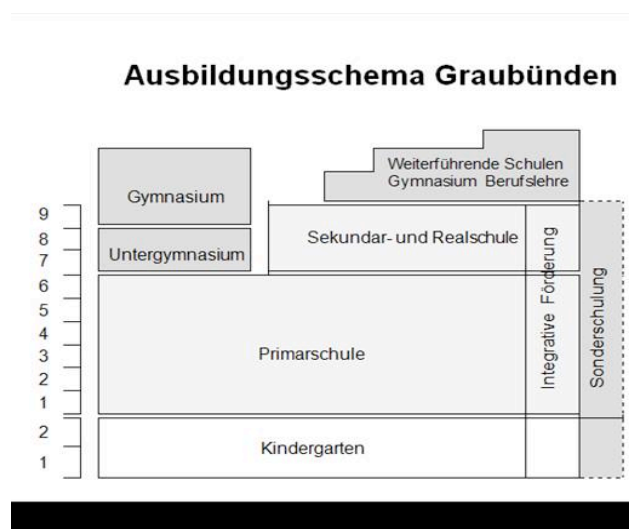 Ausbildungsschema Graubünden
Weiterführende Schulen
Gymnasium Berufslehre
Gymnasium
9
8
7
Untergymnasium
Sekundar- und Realschule
6
5
4
3
2
1
Primarschule
Integrative Förderung
Sonderschulung
2
1
Kindergarten